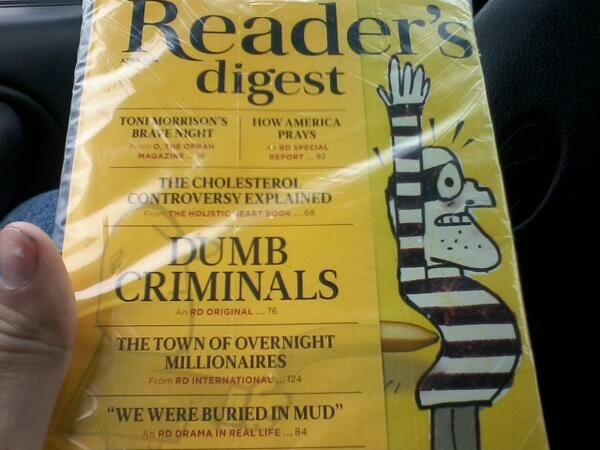 Reader's
digest
APRIL
TONI MORRISON'S
BRAVE NIGHT
From O, THE OPRAH
MAGAZINE ...
HOW AMERICA
PRAYS
An RD SPECIAL
REPORT ... 92
THE CHOLESTEROL
CONTROVERSY EXPLAINED
From THE HOLISTIC HEART BOOK ... 68
DUMB
CRIMINALS
An RD ORIGINAL ... 76
THE TOWN OF OVERNIGHT
MILLIONAIRES
From RD INTERNATIONAL ... 124
"WE WERE BURIED IN MUD"
An RD DRAMA IN REAL LIFE ... 84